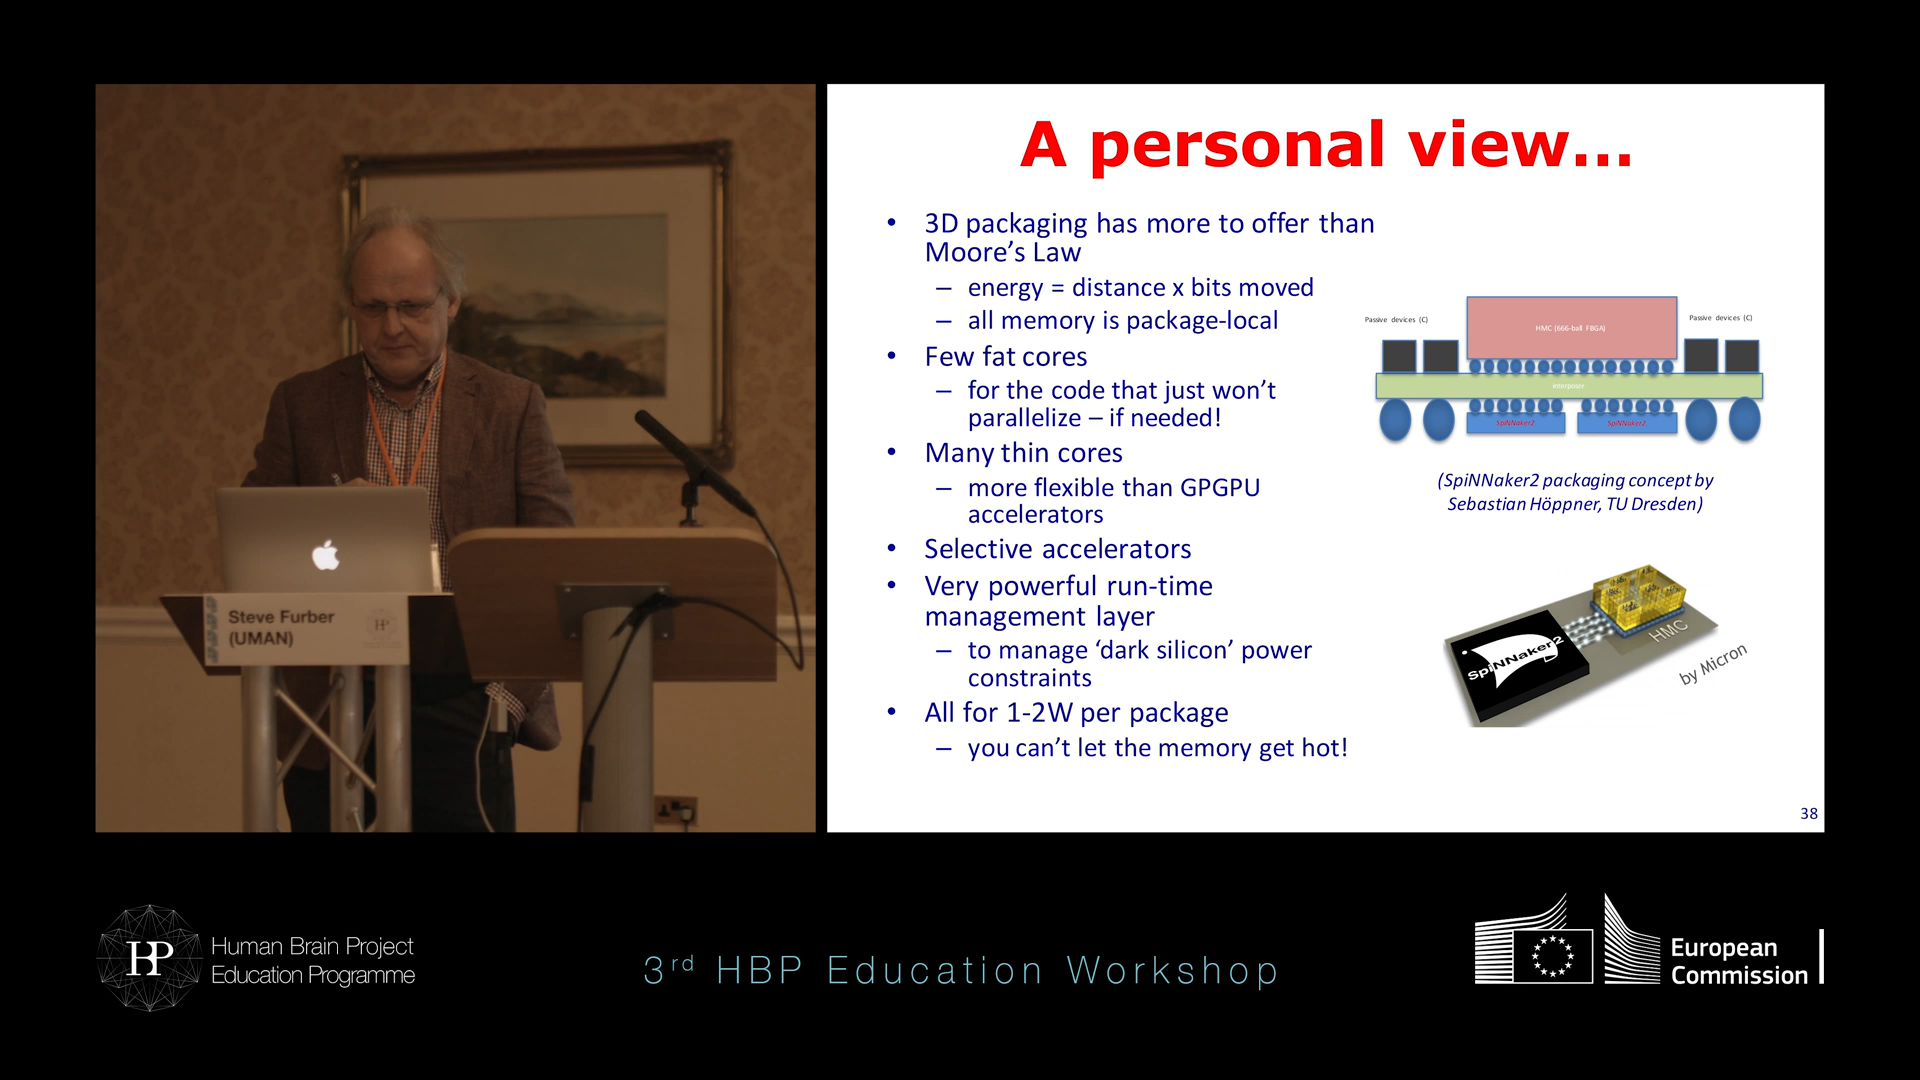 A personal view...
• 3D packaging has more to offer than
Moore's Law
– energy = distance x bits moved
– all memory is package-local
• Few fat cores
– for the code that just won't
parallelize – if needed!
• Many thin cores
– more flexible than GPGPU
accelerators
• Selective accelerators
• Very powerful run-time
management layer
– to manage ‘dark silicon’ power
constraints
• All for 1-2W per package
– you can't let the memory get hot!
Passive devices (C)
HMC (666-ball FBGA)
Passive devices (C)
Interposer
SpiNNaker2
SpiNNaker2
(SpiNNaker2 packaging concept by
Sebastian Höppner, TU Dresden)
SpiNNaker2
HMC
by Micron
38
Steve Furber
(UMAN)
HP
HP
Human Brain Project
Education Programme
3rd HBP Education Workshop
European
Commission